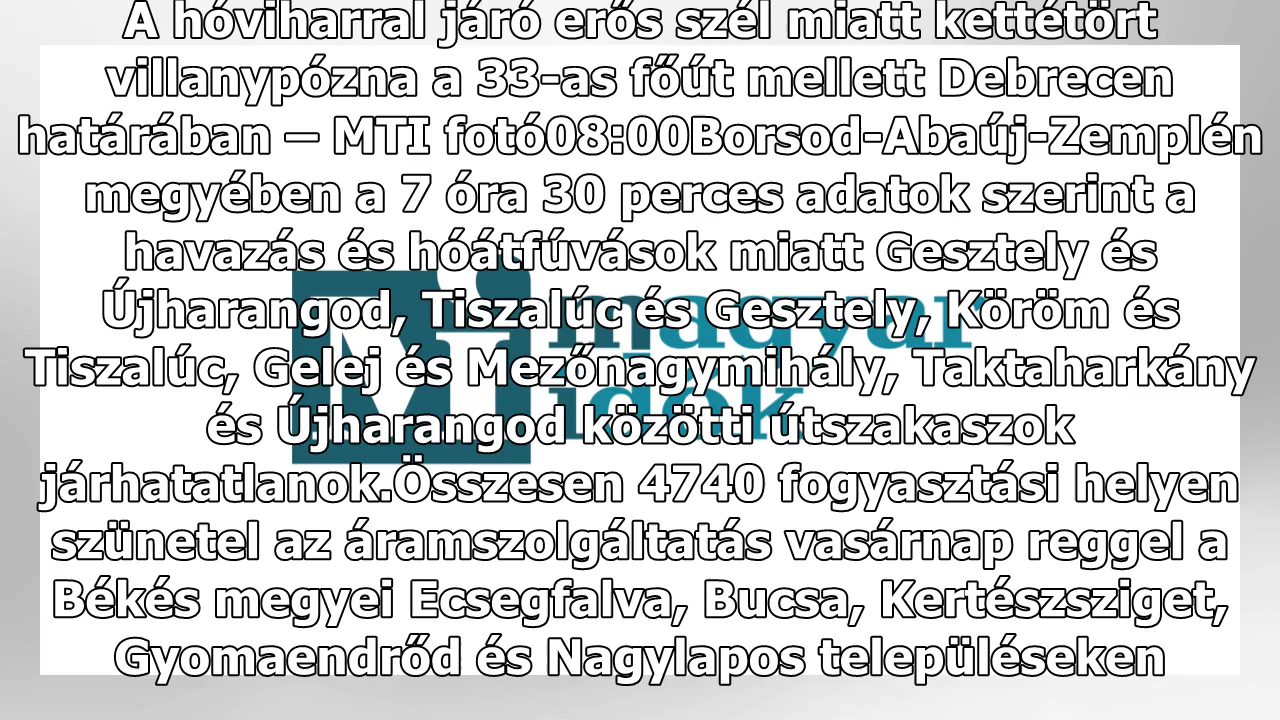 A hóviharral járó erős szél miatt kettétört
villanypózna a 33-as főút mellett Debrecen
határában – MTI fotó08:00Borsod-Abaúj-Zemplén
megyében a 7 óra 30 perces adatok szerint a
havazás és hóátfúvások miatt Gesztely és
Újharangod, Tiszalúc és Gesztely, Köröm és
Tiszalúc, Gelej és Mezőnagymihály, Taktaharkány
és Újharangod közötti útszakaszok
járhatatlanok.Összesen 4740 fogyasztási helyen
szünetel az áramszolgáltatás vasárnap reggel a
Békés megyei Ecsegfalva, Bucsa, Kertészsziget,
Gyomaendrőd és Nagylapos településeken
Mi
magyar
idők